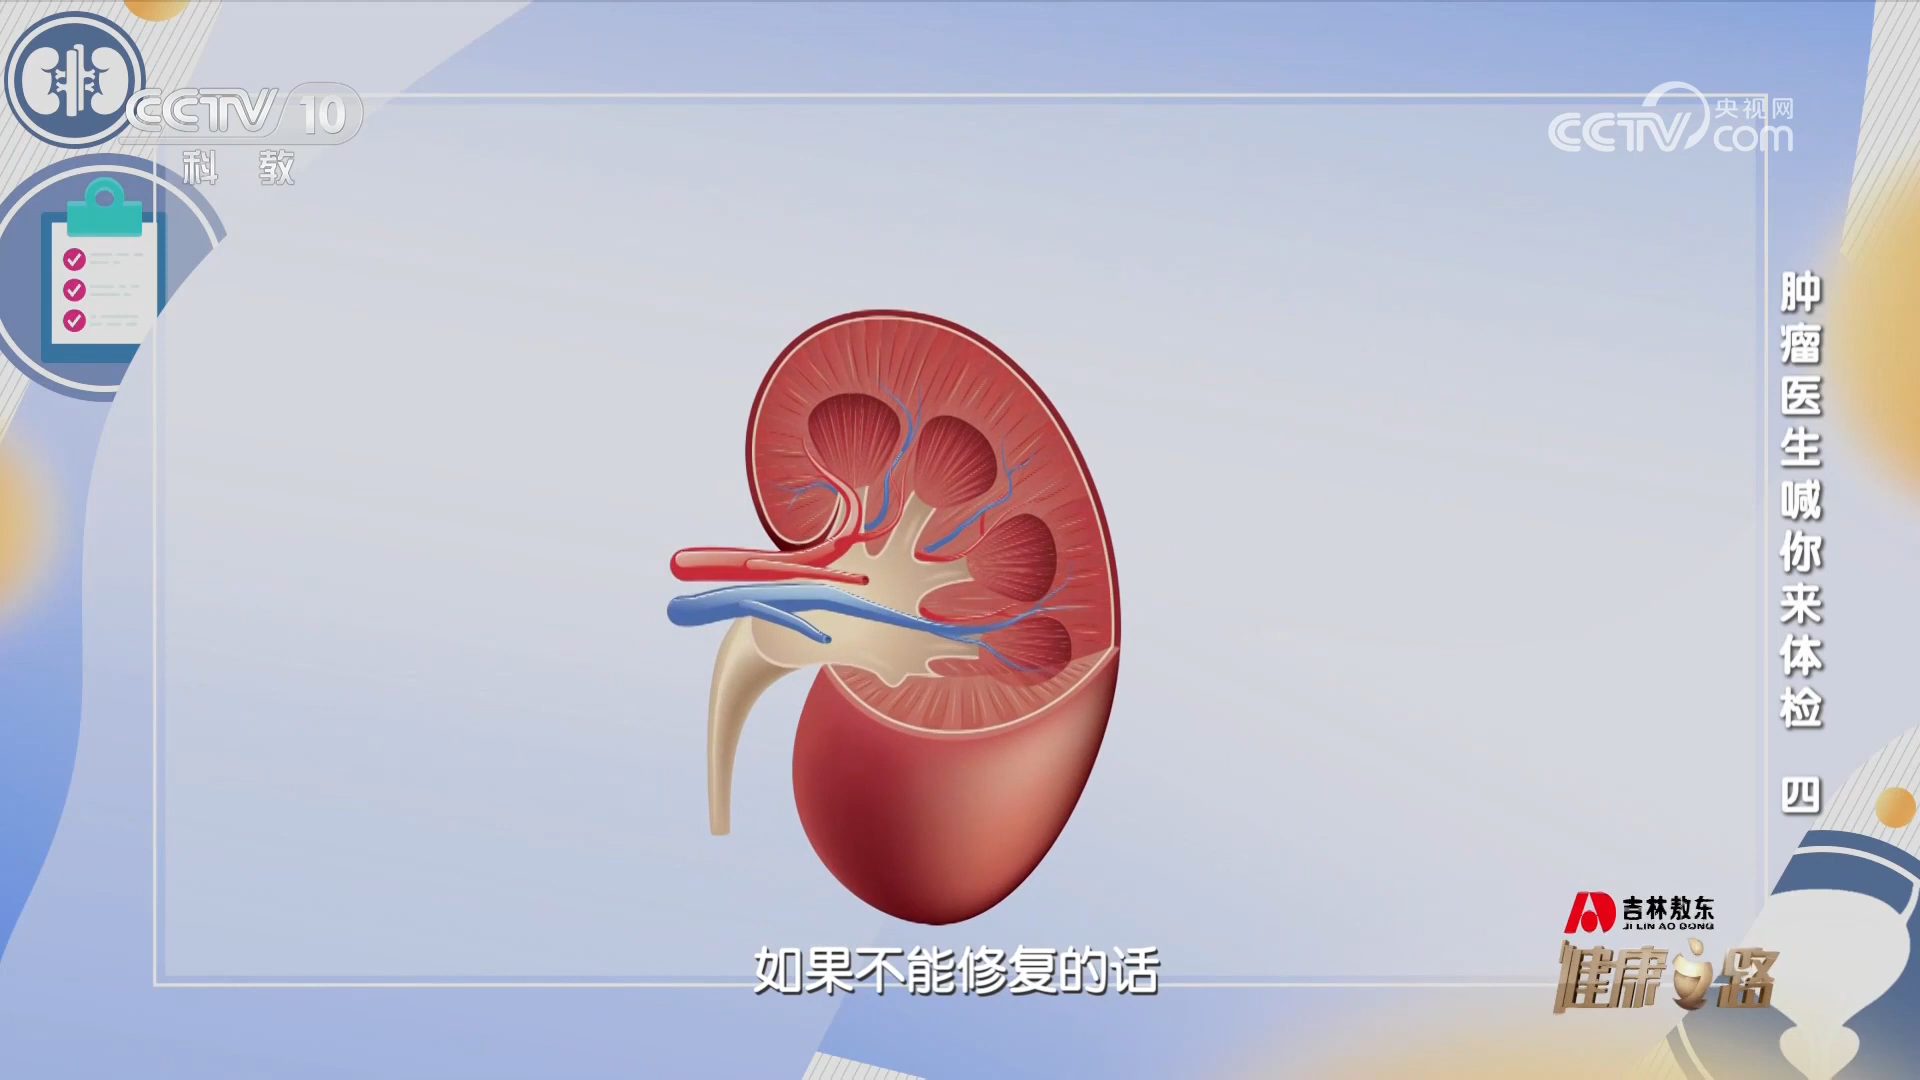 CCTV 10
科 教
央视网
CCTV com
肿瘤医生喊你来体检 四
吉林敖东
JI LIN AO DONG
健康之路
如果不能修复的话